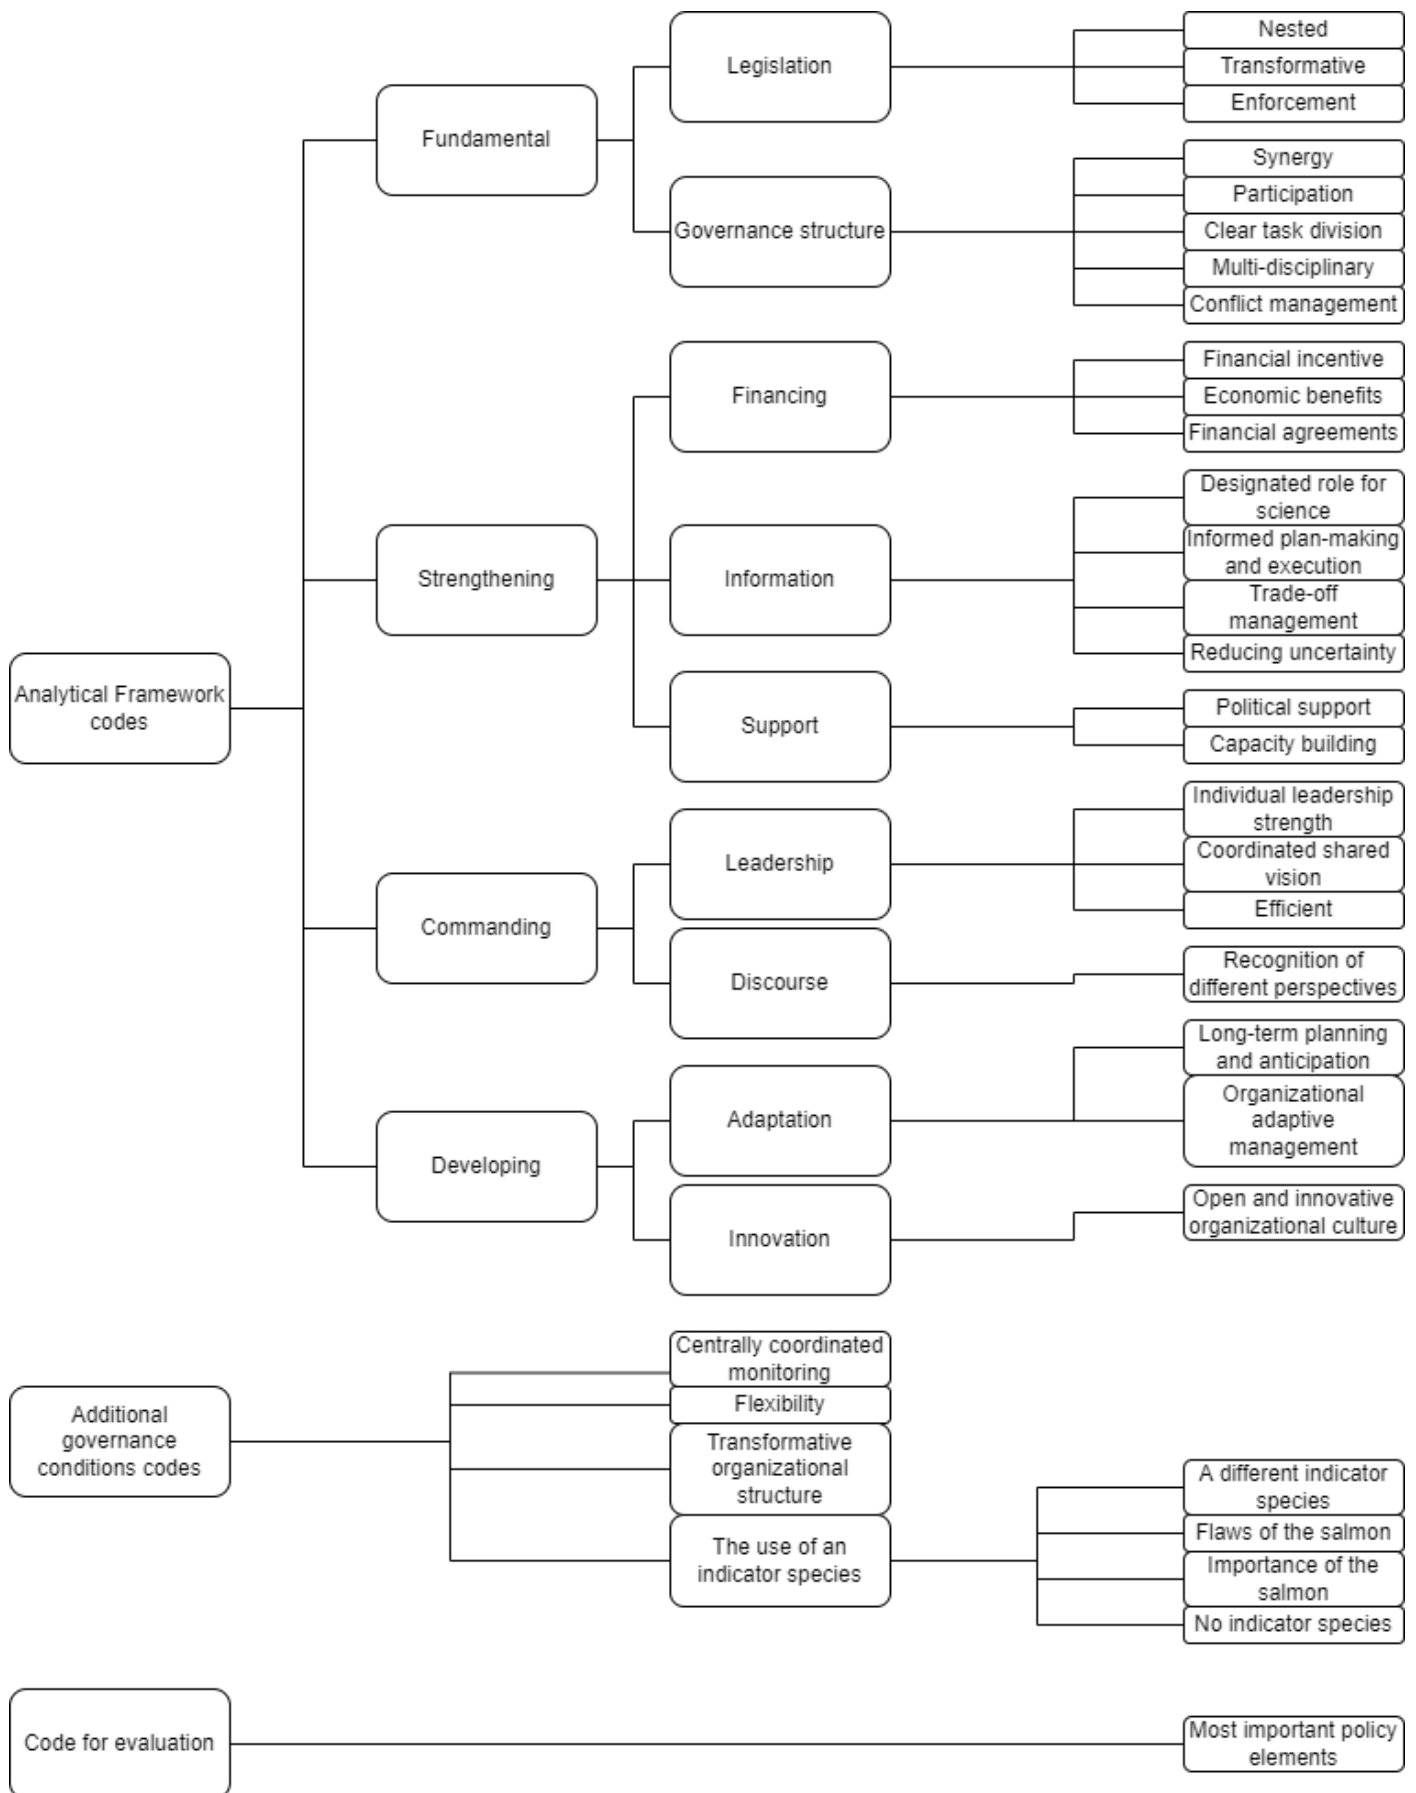 Analytical Framework
codes
Fundamental
Legislation
Nested
Transformative
Enforcement
Governance structure
Synergy
Participation
Clear task division
Multi-disciplinary
Conflict management
Strengthening
Financing
Financial incentive
Economic benefits
Financial agreements
Information
Designated role for
science
Informed plan-making
and execution
Trade-off
management
Reducing uncertainty
Support
Political support
Capacity building
Commanding
Leadership
Individual leadership
strength
Coordinated shared
vision
Efficient
Discourse
Recognition of
different perspectives
Developing
Adaptation
Long-term planning
and anticipation
Organizational
adaptive
management
Innovation
Open and innovative
organizational culture
Additional
governance
conditions codes
Centrally coordinated
monitoring
Flexibility
Transformative
organizational
structure
The use of an
indicator species
A different indicator
species
Flaws of the salmon
Importance of the
salmon
No indicator species
Code for evaluation
Most important policy
elements